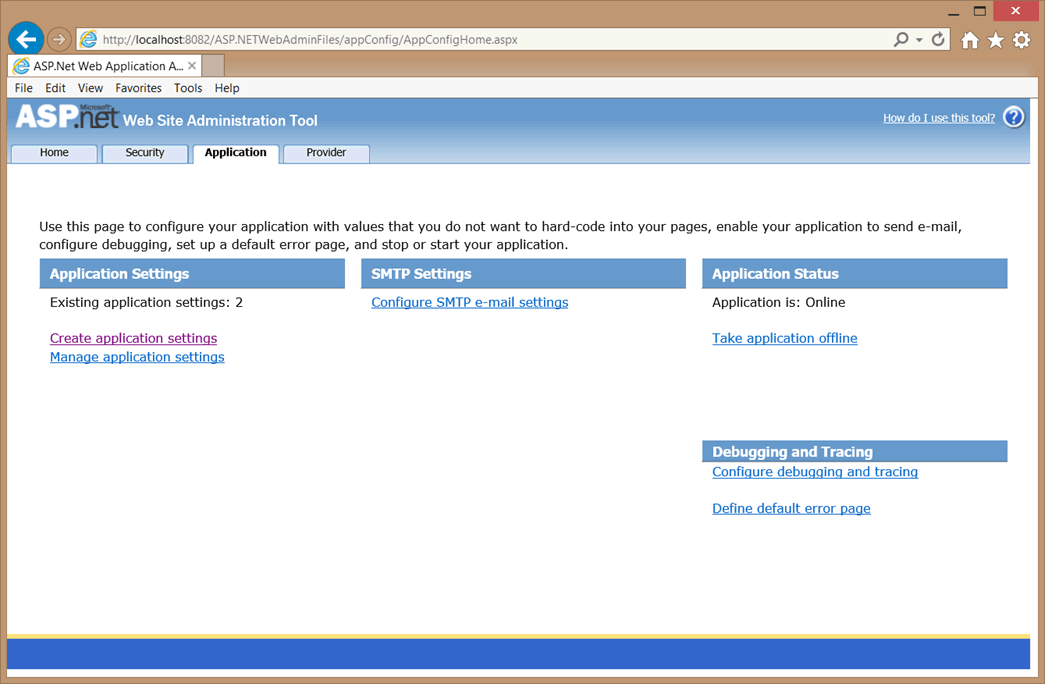 http://localhost:8082/ASP.NETWebAdminFiles/appConfig/AppConfigHome.aspx
ASP.Net Web Application A...
File Edit View Favorites Tools Help
Microsoft
ASP.net Web Site Administration Tool
How do I use this tool? ?
Home Security Application Provider
Use this page to configure your application with values that you do not want to hard-code into your pages, enable your application to send e-mail,
configure debugging, set up a default error page, and stop or start your application.
Application Settings
Existing application settings: 2
Create application settings
Manage application settings
SMTP Settings
Configure SMTP e-mail settings
Application Status
Application is: Online
Take application offline
Debugging and Tracing
Configure debugging and tracing
Define default error page